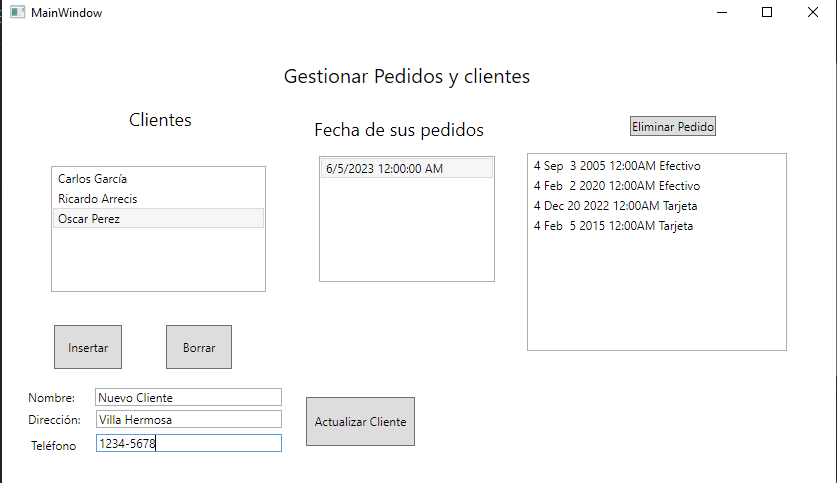 MainWindow
Gestionar Pedidos y clientes
Clientes
Fecha de sus pedidos
Eliminar Pedido
Carlos García
Ricardo Arrecis
Oscar Perez
6/5/2023 12:00:00 AM
4 Sep  3 2005 12:00AM Efectivo
4 Feb  2 2020 12:00AM Efectivo
4 Dec 20 2022 12:00AM Tarjeta
4 Feb  5 2015 12:00AM Tarjeta
Insertar
Borrar
Nombre: Nuevo Cliente
Dirección: Villa Hermosa
Teléfono 1234-5678
Actualizar Cliente